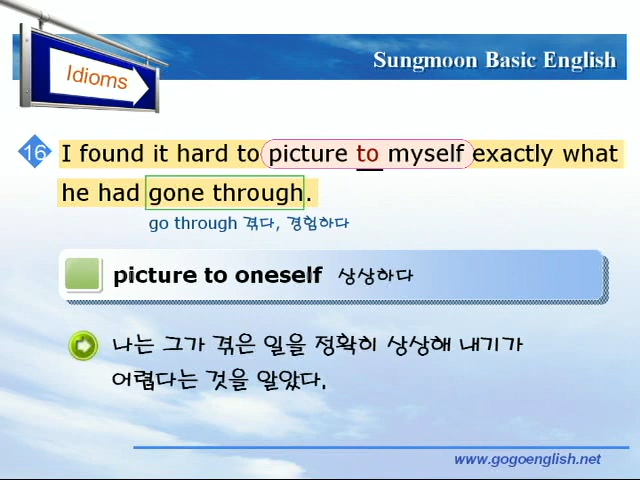 Idioms
Sungmoon Basic English
16 I found it hard to picture to myself exactly what
he had gone through.
go through 겪다, 경험하다
picture to oneself 상상하다
나는 그가 겪은 일을 정확히 상상해 내기가
어렵다는 것을 알았다.
www.gogoenglish.net